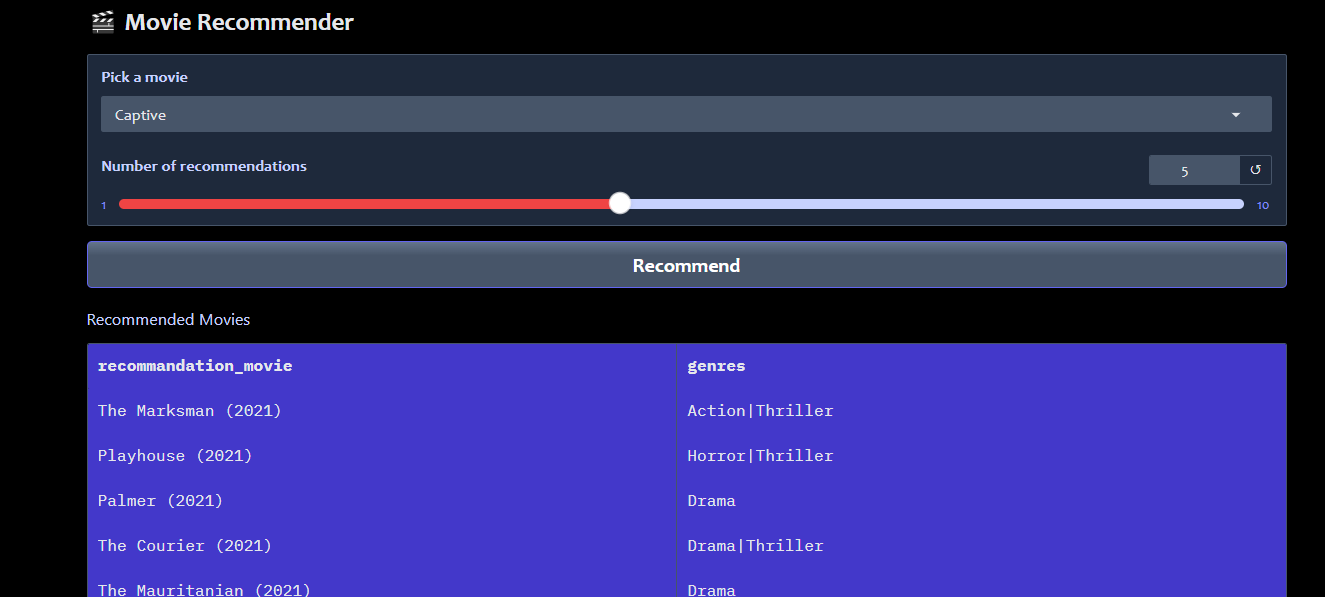 🎬 Movie Recommender
Pick a movie
Captive
Number of recommendations
5
1
10
Recommend
Recommended Movies
recommandation_movie genres
The Marksman (2021) Action|Thriller
Playhouse (2021) Horror|Thriller
Palmer (2021) Drama
The Courier (2021) Drama|Thriller
The Mauritanian (2021) Drama